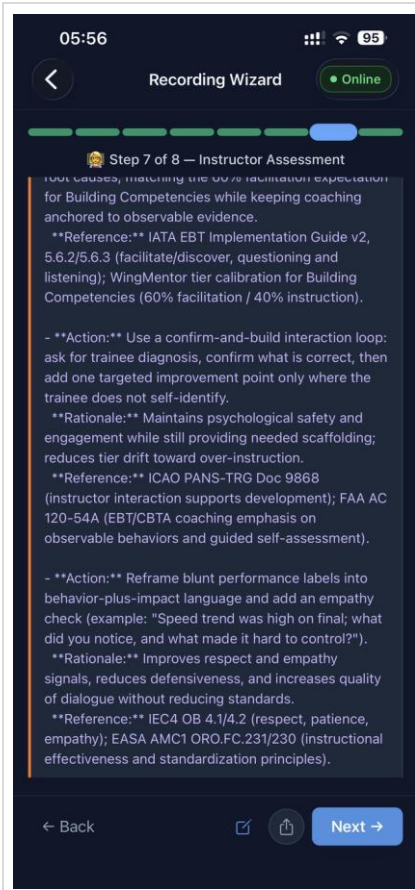 05:56
95
Recording Wizard
Online
Step 7 of 8 — Instructor Assessment
root causes, matching the 60% facilitation expectation
for Building Competencies while keeping coaching
anchored to observable evidence.
**Reference:** IATA EBT Implementation Guide v2,
5.6.2/5.6.3 (facilitate/discover, questioning and
listening); WingMentor tier calibration for Building
Competencies (60% facilitation / 40% instruction).
- **Action:** Use a confirm-and-build interaction loop:
ask for trainee diagnosis, confirm what is correct, then
add one targeted improvement point only where the
trainee does not self-identify.
**Rationale:** Maintains psychological safety and
engagement while still providing needed scaffolding;
reduces tier drift toward over-instruction.
**Reference:** ICAO PANS-TRG Doc 9868
(instructor interaction supports development); FAA AC
120-54A (EBT/CBTA coaching emphasis on
observable behaviors and guided self-assessment).
- **Action:** Reframe blunt performance labels into
behavior-plus-impact language and add an empathy
check (example: "Speed trend was high on final; what
did you notice, and what made it hard to control?").
**Rationale:** Improves respect and empathy
signals, reduces defensiveness, and increases quality
of dialogue without reducing standards.
**Reference:** IEC4 OB 4.1/4.2 (respect, patience,
empathy); EASA AMC1 ORO.FC.231/230 (instructional
effectiveness and standardization principles).
← Back
Next →